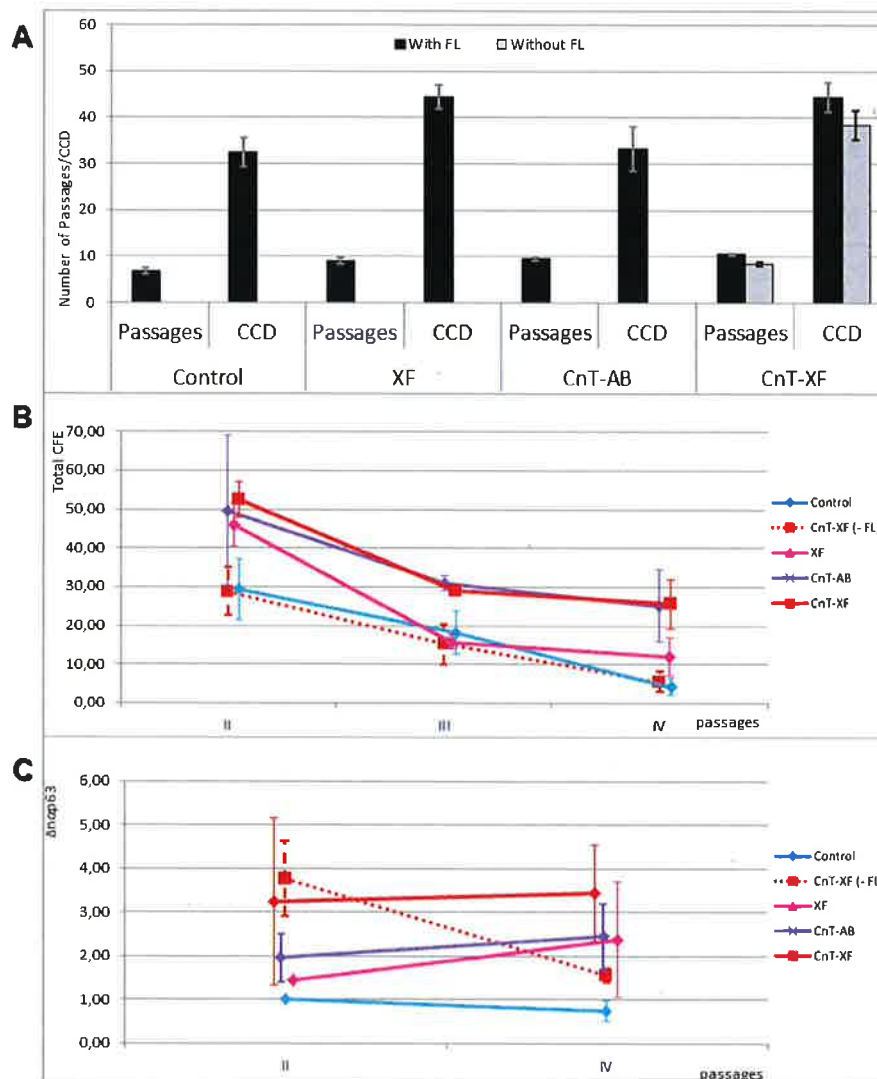 A
60
50
40
30
20
10
0
Number of Passages/CCD
With FL Without FL
Passages CCD Passages CCD Passages CCD Passages CCD
Control XF CnT-AB CnT-XF
B
Total CFE
70,00
60,00
50,00
40,00
30,00
20,00
10,00
0,00
II III IV passages
Control
CnT-XF (- FL)
XF
CnT-AB
CnT-XF
C
Δnαp63
6,00
5,00
4,00
3,00
2,00
1,00
0,00
II IV
passages
Control
CnT-XF (- FL)
XF
CnT-AB
CnT-XF